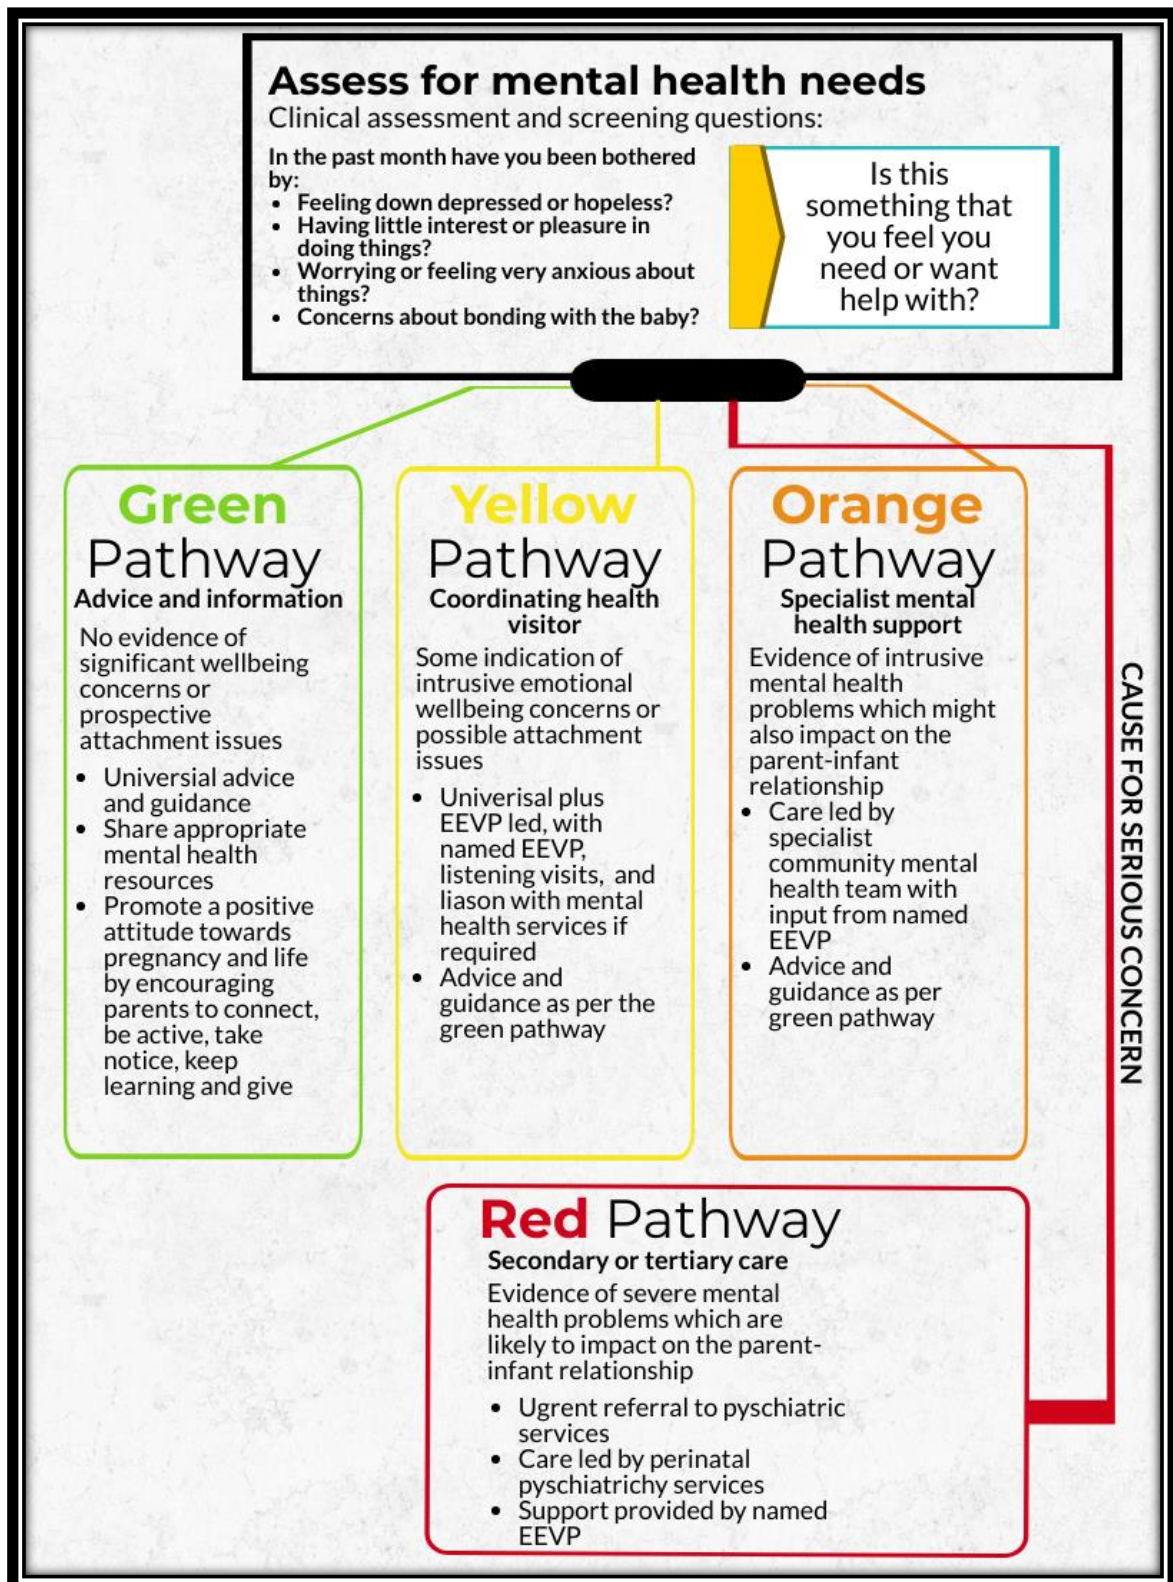 Assess for mental health needs
Clinical assessment and screening questions:
In the past month have you been bothered
by:
• Feeling down depressed or hopeless?
• Having little interest or pleasure in
doing things?
• Worrying or feeling very anxious about
things?
• Concerns about bonding with the baby?
Is this
something that
you feel you
need or want
help with?
Green
Pathway
Advice and information
No evidence of
significant wellbeing
concerns or
prospective
attachment issues
• Universial advice
and guidance
• Share appropriate
mental health
resources
• Promote a positive
attitude towards
pregnancy and life
by encouraging
parents to connect,
be active, take
notice, keep
learning and give
Yellow
Pathway
Coordinating health
visitor
Some indication of
intrusive emotional
wellbeing concerns or
possible attachment
issues
• Univerisal plus
EEVP led, with
named EEVP,
listening visits, and
liason with mental
health services if
required
• Advice and
guidance as per the
green pathway
Orange
Pathway
Specialist mental
health support
Evidence of intrusive
mental health
problems which might
also impact on the
parent-infant
relationship
• Care led by
specialist
community mental
health team with
input from named
EEVP
• Advice and
guidance as per
green pathway
CAUSE FOR SERIOUS CONCERN
Red Pathway
Secondary or tertiary care
Evidence of severe mental
health problems which are
likely to impact on the parent-
infant relationship
• Ugrent referral to pyschiatric
services
• Care led by perinatal
pyschiatrichy services
• Support provided by named
EEVP